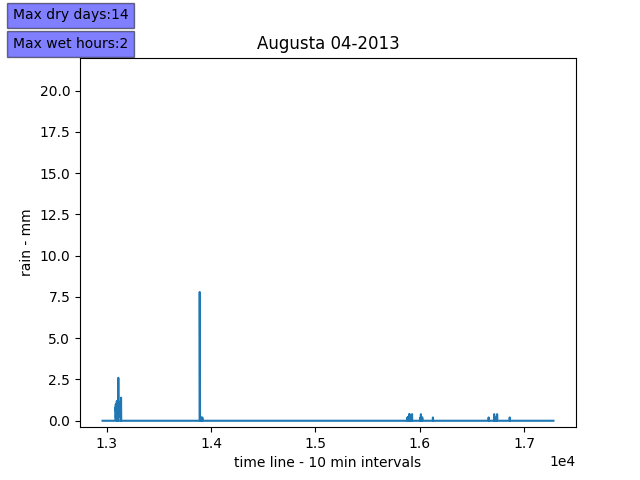 Max dry days:14
Max wet hours:2
Augusta 04-2013
20.0
17.5
15.0
12.5
10.0
7.5
5.0
2.5
0.0
rain - mm
1.3
1.4
1.5
1.6
1.7
1e4
time line - 10 min intervals